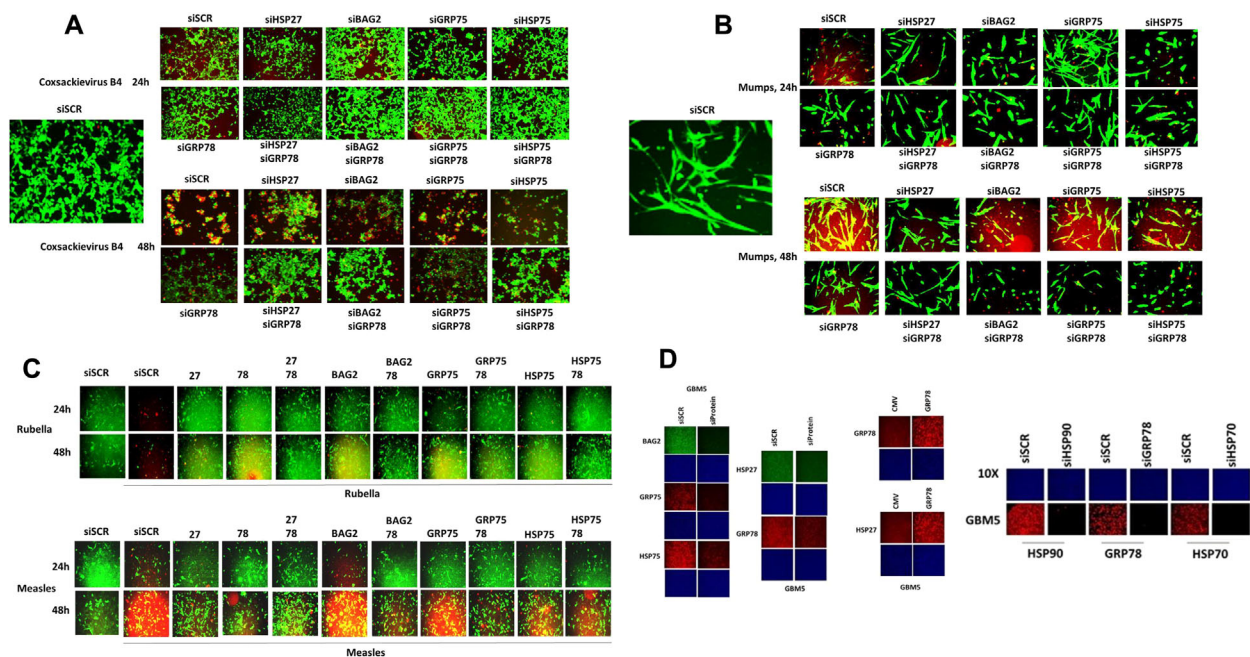 A
siSCR siHSP27 siBAG2 siGRP75 siHSP75
Coxsackievirus B4 24h
siSCR
siGRP78 siHSP27 siBAG2 siGRP75 siHSP75
siGRP78 siGRP78 siGRP78 siGRP78
siSCR siHSP27 siBAG2 siGRP75 siHSP75
Coxsackievirus B4 48h
siGRP78 siHSP27 siBAG2 siGRP75 siHSP75
siGRP78 siGRP78 siGRP78 siGRP78
B
siSCR siHSP27 siBAG2 siGRP75 siHSP75
Mumps, 24h
siSCR
siGRP78 siHSP27 siBAG2 siGRP75 siHSP75
siGRP78 siGRP78 siGRP78 siGRP78
siSCR siHSP27 siBAG2 siGRP75 siHSP75
Mumps, 48h
siGRP78 siHSP27 siBAG2 siGRP75 siHSP75
siGRP78 siGRP78 siGRP78 siGRP78
C
27 BAG2 GRP75 HSP75
siSCR siSCR 27 78 78 BAG2 78 GRP75 78 HSP75 78
24h
Rubella
48h
Rubella
27 BAG2 GRP75 HSP75
siSCR siSCR 27 78 78 BAG2 78 GRP75 78 HSP75 78
24h
Measles
48h
Measles
D
GBM5
siSCR siProtein
BAG2
GRP75
HSP75
siSCR siProtein
HSP27
GRP78
GBM5
CMV GRP78
GRP78
CMV GRP78
HSP27
GBM5
siSCR siHSP90 siSCR siGRP78 siSCR siHSP70
10X
GBM5
HSP90 GRP78 HSP70